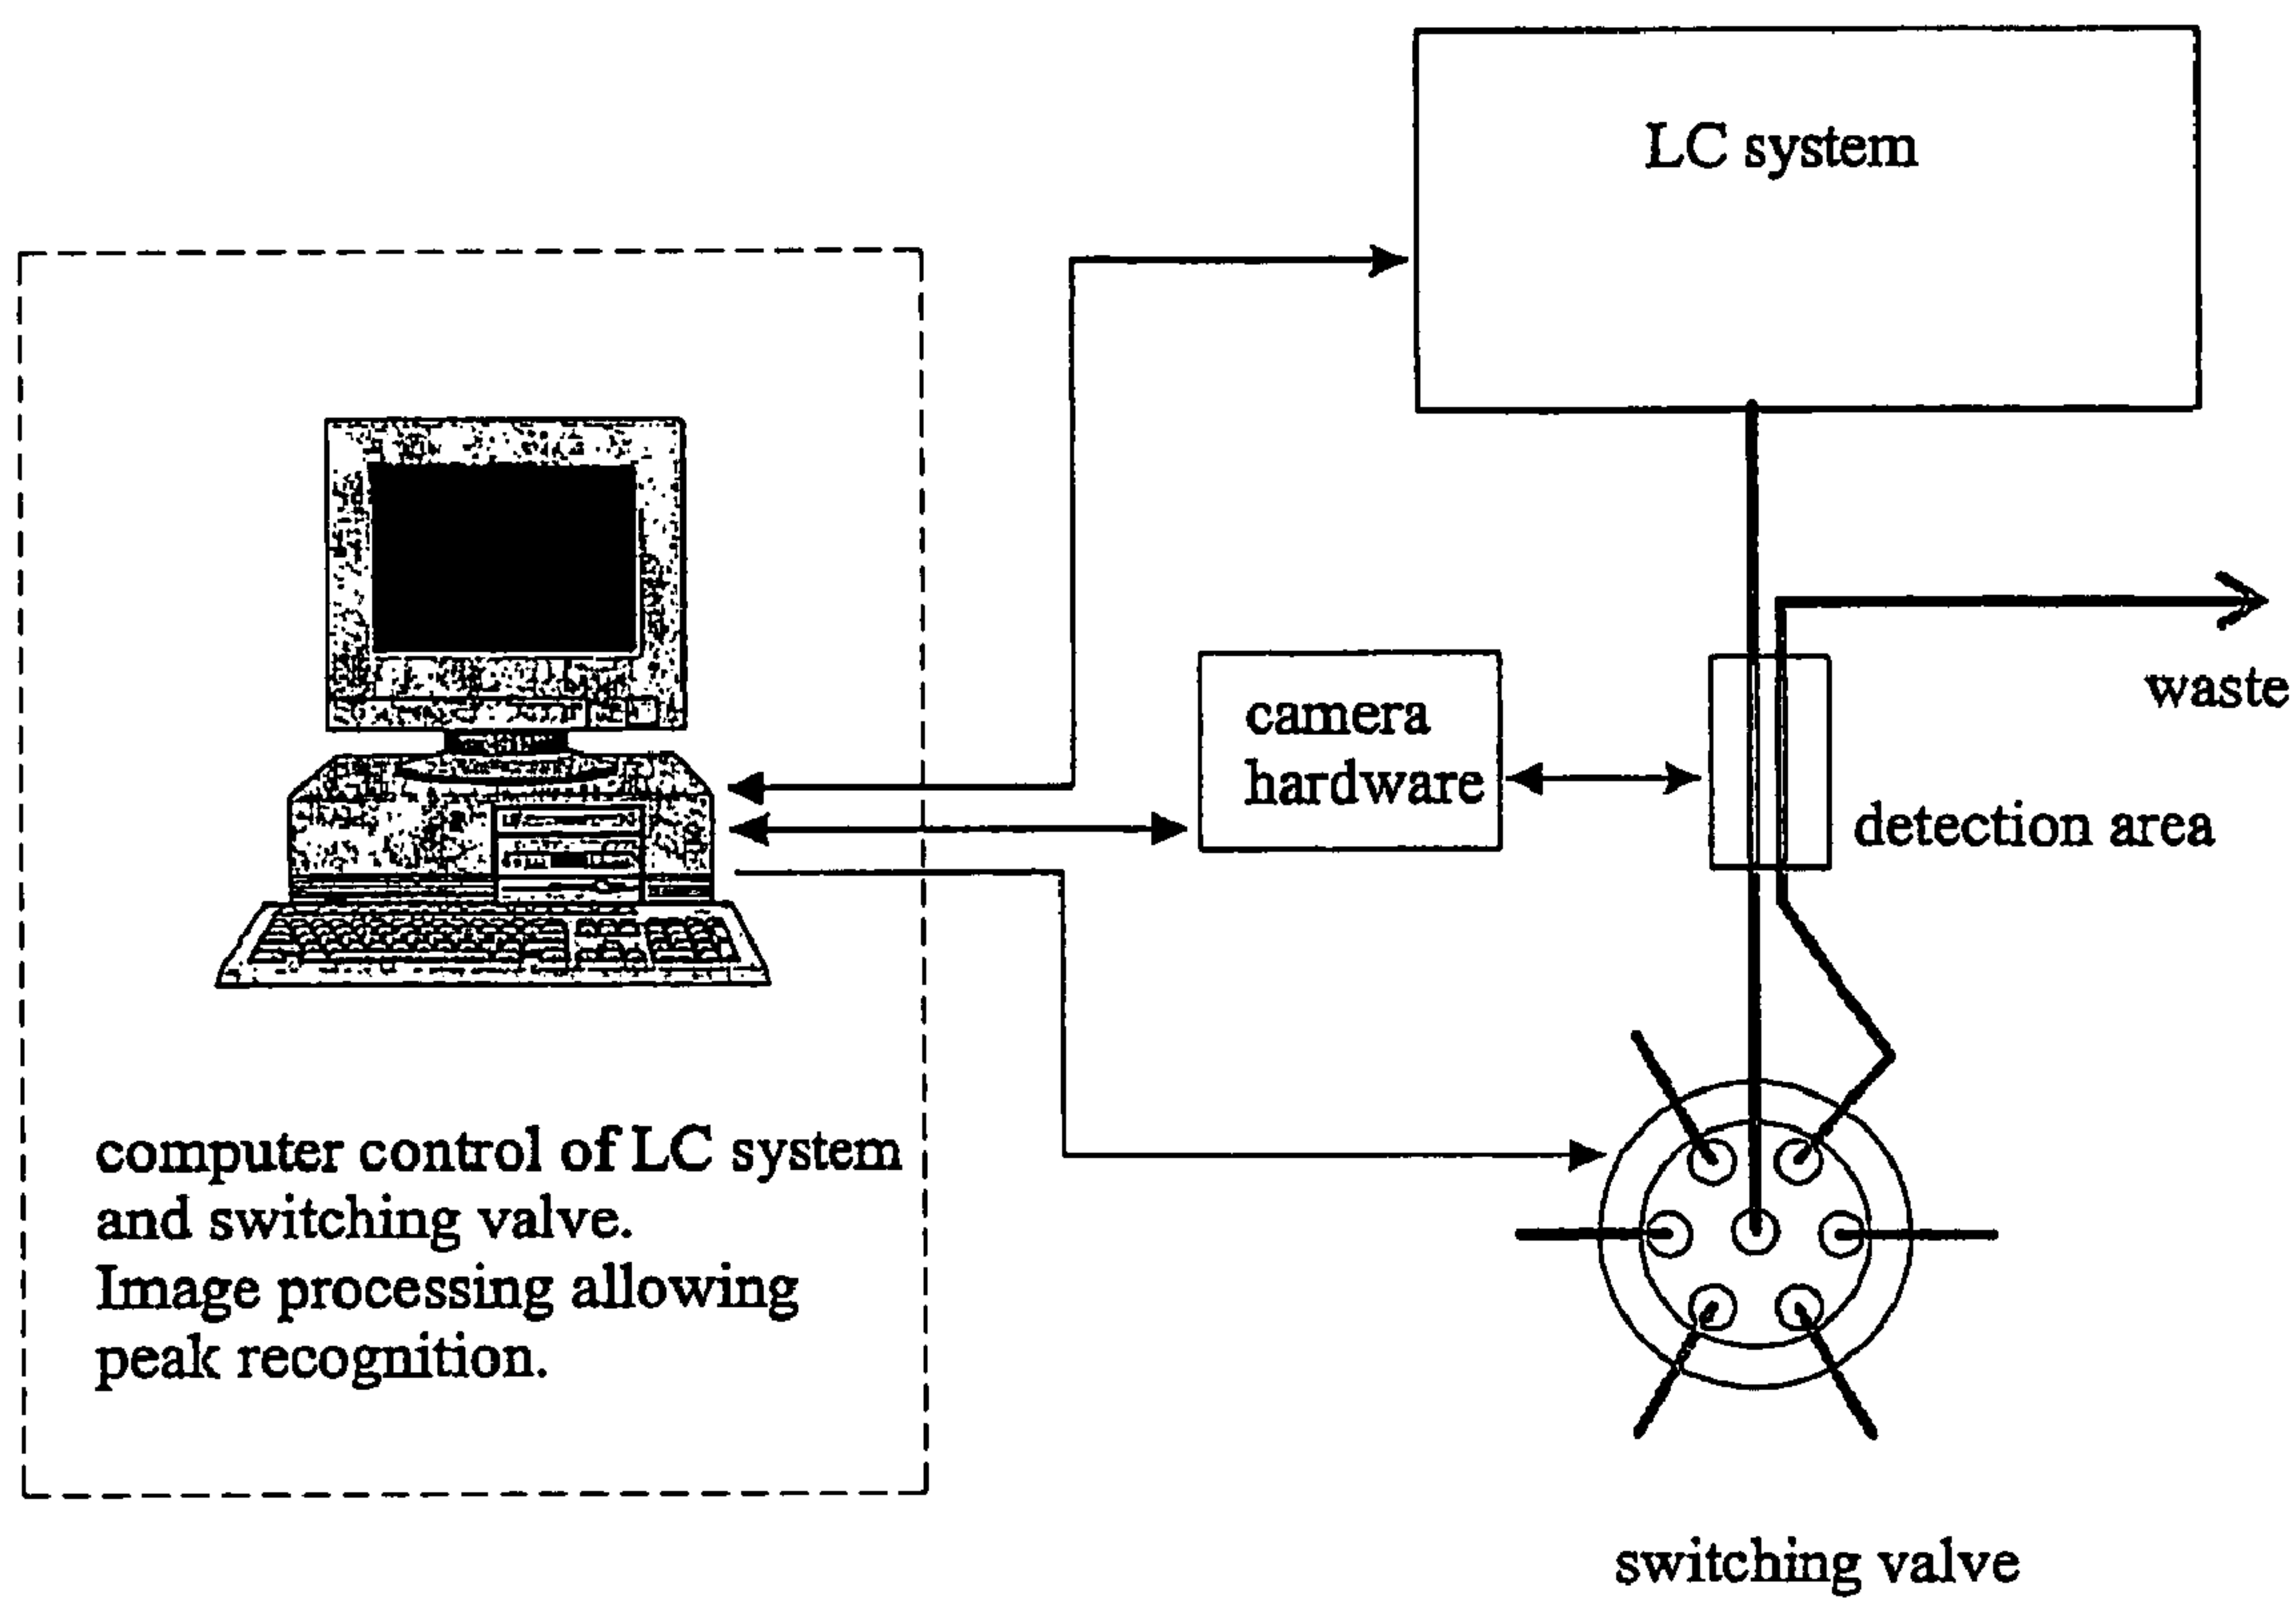 LC system
waste
camera
hardware
detection area
computer control of LC system
and switching valve.
Image processing allowing
peak recognition.
switching valve